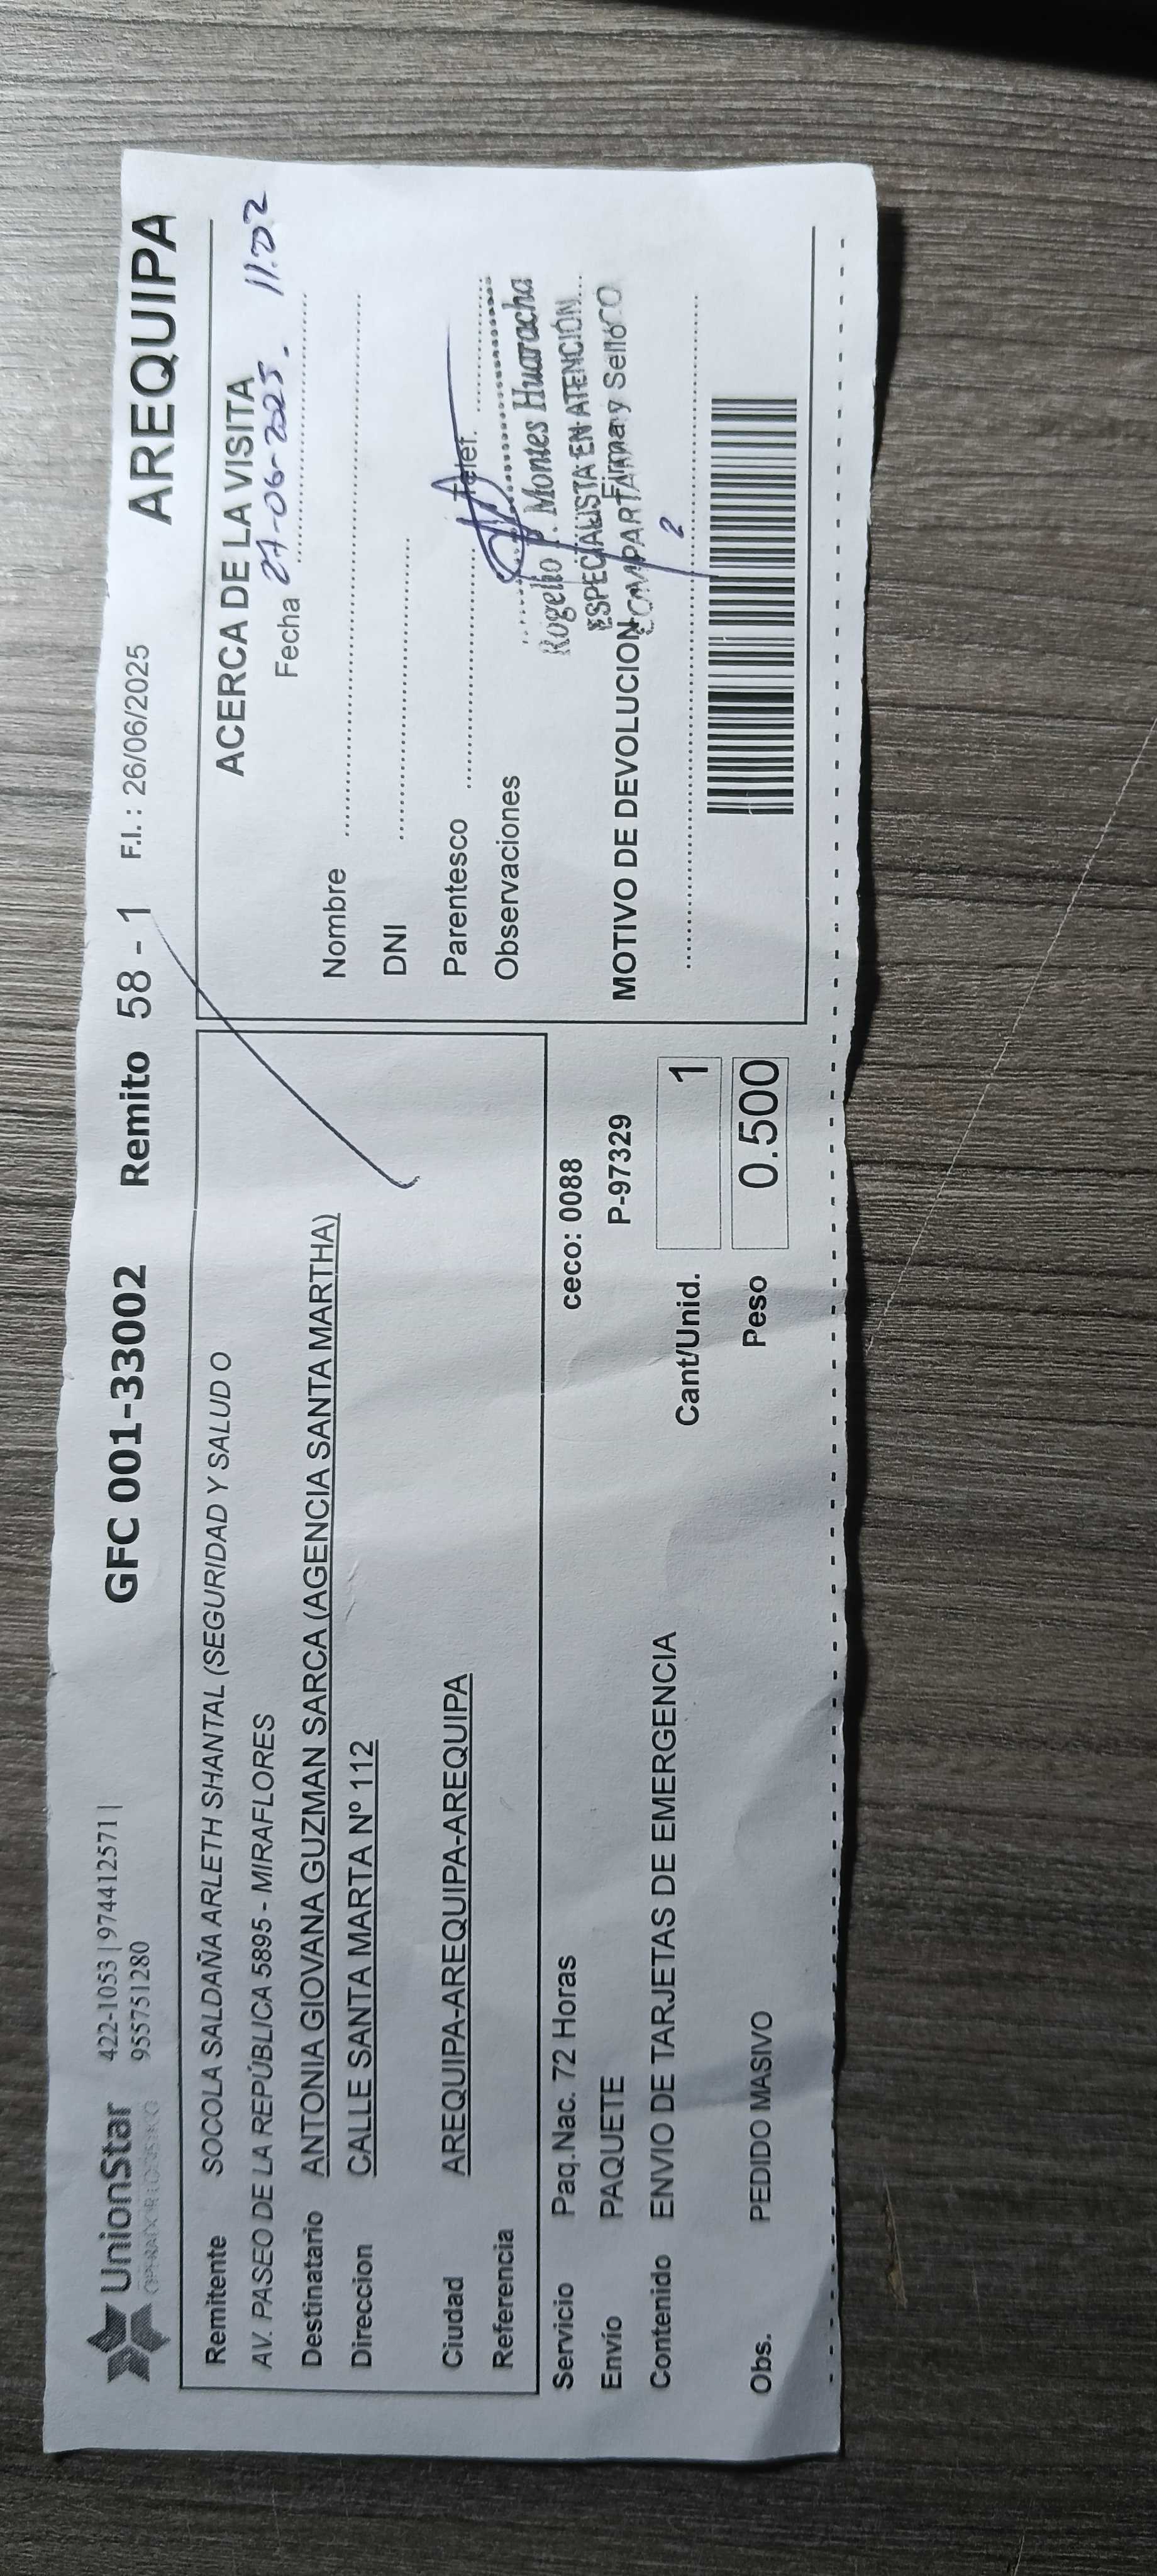 UnionStar
OPERADOR LOGISTICO
422-1053 | 974412571 |
955751280
GFC 001-33002 Remito 58 - 1 F.I. : 26/06/2025 AREQUIPA
Remitente SOCOLA SALDAÑA ARLETH SHANTAL (SEGURIDAD Y SALUD O
AV. PASEO DE LA REPÚBLICA 5895 - MIRAFLORES
Destinatario ANTONIA GIOVANA GUZMAN SARCA (AGENCIA SANTA MARTHA)
Direccion CALLE SANTA MARTA Nº 112
Ciudad AREQUIPA-AREQUIPA-AREQUIPA
Referencia
Servicio Paq.Nac. 72 Horas ceco: 0088
Envío PAQUETE P-97329
Contenido ENVIO DE TARJETAS DE EMERGENCIA
Cant/Unid. 1
Obs. PEDIDO MASIVO
Peso 0.500
ACERCA DE LA VISITA
Fecha 27-06-2025. 11:02
Nombre
DNI
Parentesco Telef.
Observaciones
Rogelio Montes Huaracha
ESPECIALISTA EN ATENCIÓN
Firma y Sello
COMPARTAMOS
MOTIVO DE DEVOLUCION
2